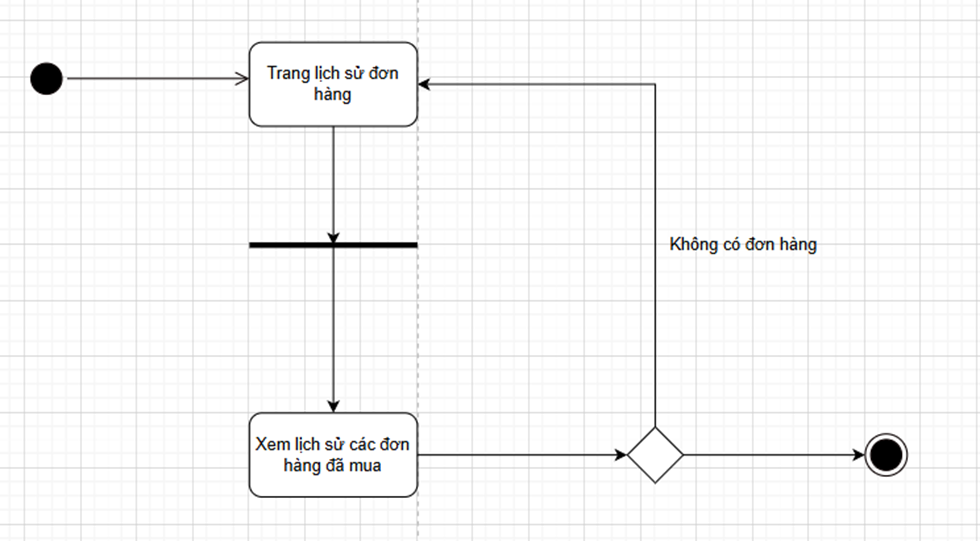 Trang lịch sử đơn
hàng
Không có đơn hàng
Xem lịch sử các đơn
hàng đã mua